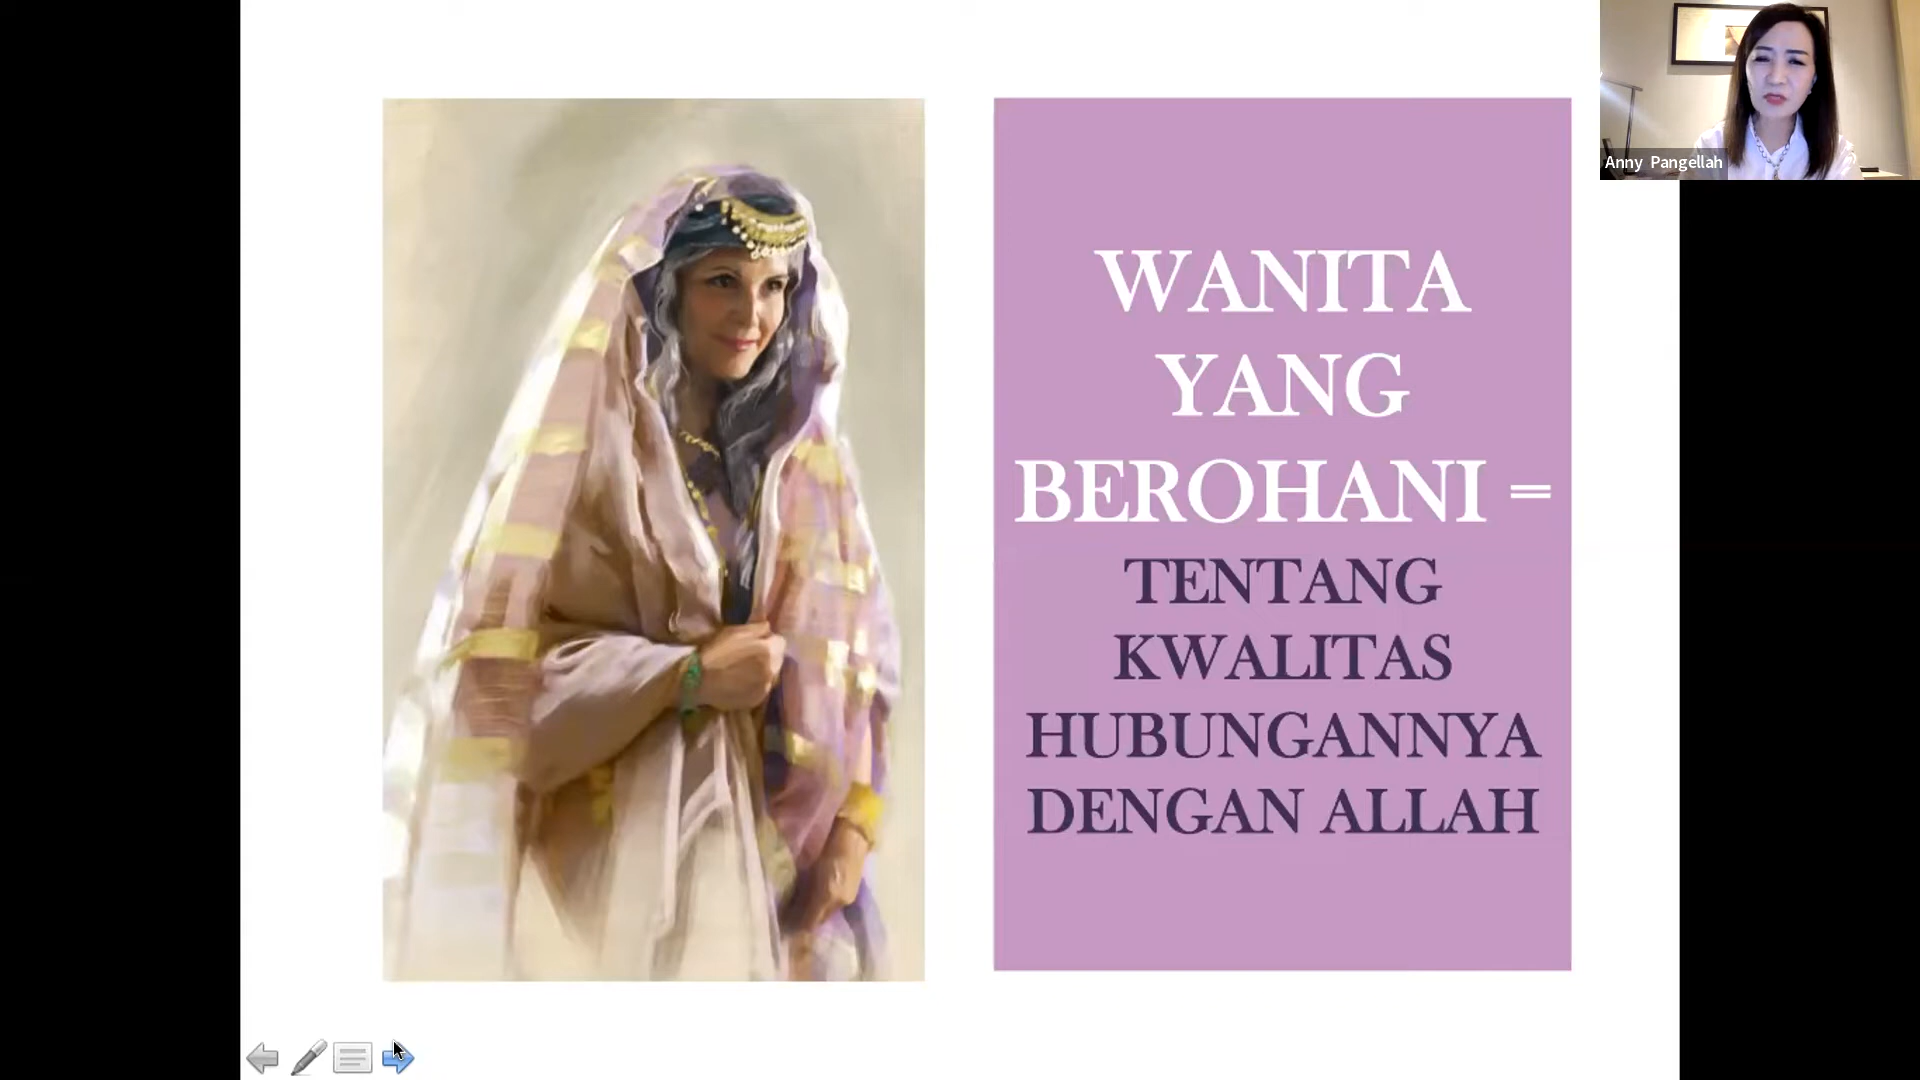 Anny Pangellah
WANITA
YANG
BEROHANI =
TENTANG
KWALITAS
HUBUNGANNYA
DENGAN ALLAH